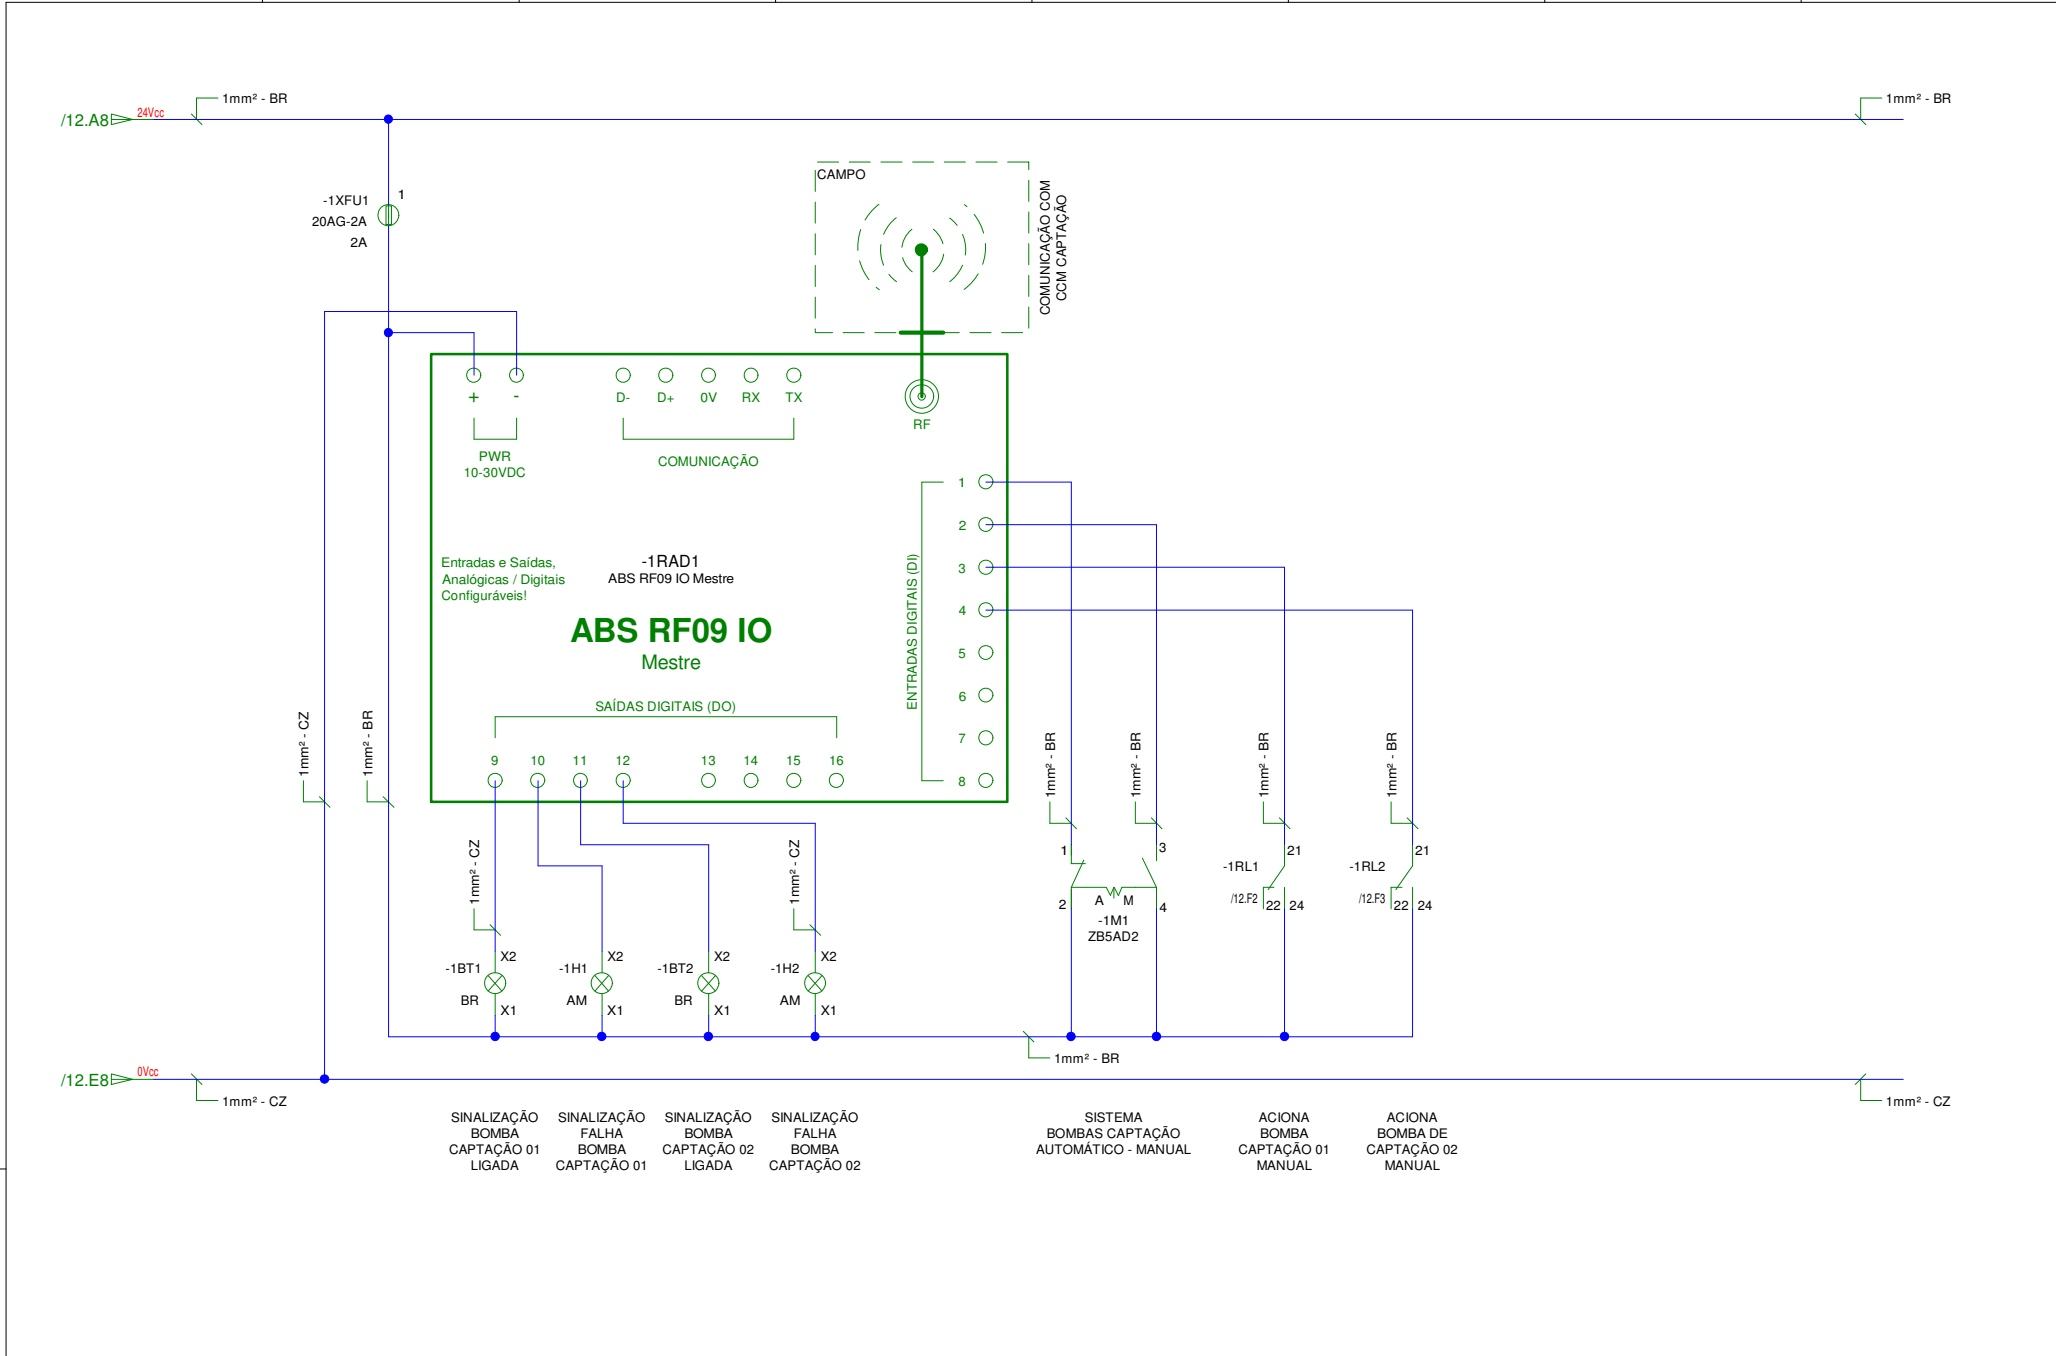 1mm² - BR
1mm² - BR
/12.A8
24Vcc
CAMPO
COMUNICAÇÃO COM
CCM CAPTAÇÃO
-1XFU1
1
20AG-2A
2A
+
-
D-
D+
0V
RX
TX
RF
PWR
10-30VDC
COMUNICAÇÃO
1
2
3
4
5
6
7
8
ENTRADAS DIGITAIS (DI)
Entradas e Saídas,
Analógicas / Digitais
Configuráveis!
-1RAD1
ABS RF09 IO Mestre
ABS RF09 IO
Mestre
SAÍDAS DIGITAIS (DO)
9
10
11
12
13
14
15
16
1mm² - CZ
1mm² - BR
1mm² - CZ
1mm² - CZ
1mm² - BR
1mm² - BR
1mm² - BR
1mm² - BR
1
3
2
4
A
M
-1M1
ZB5AD2
21
-1RL1
/12.F2
22
24
21
-1RL2
/12.F3
22
24
X2
-1BT1
BR
X1
X2
-1H1
AM
X1
X2
-1BT2
BR
X1
X2
-1H2
AM
X1
1mm² - BR
/12.E8
0Vcc
1mm² - CZ
1mm² - CZ
SINALIZAÇÃO
BOMBA
CAPTAÇÃO 01
LIGADA
SINALIZAÇÃO
FALHA
BOMBA
CAPTAÇÃO 01
SINALIZAÇÃO
BOMBA
CAPTAÇÃO 02
LIGADA
SINALIZAÇÃO
FALHA
BOMBA
CAPTAÇÃO 02
SISTEMA
BOMBAS CAPTAÇÃO
AUTOMÁTICO - MANUAL
ACIONA
BOMBA
CAPTAÇÃO 01
MANUAL
ACIONA
BOMBA DE
CAPTAÇÃO 02
MANUAL